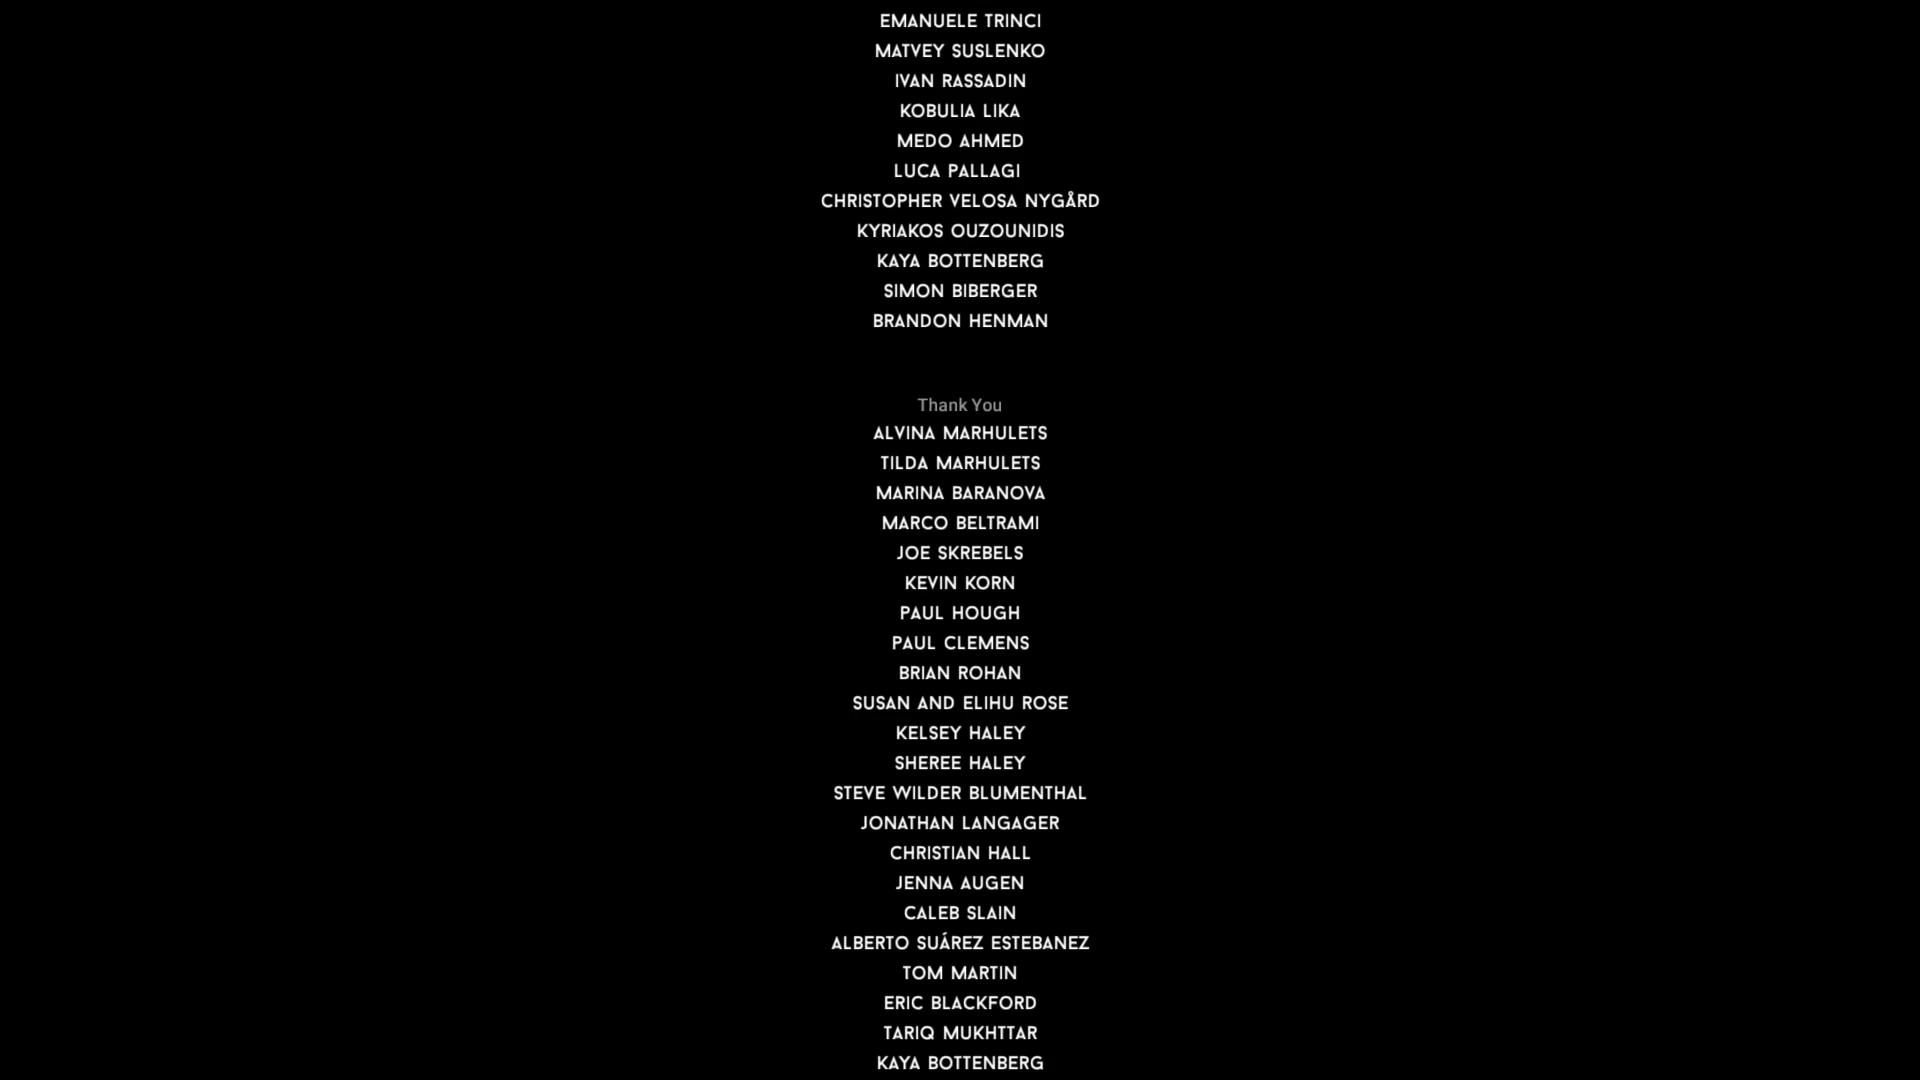 EMANUELE TRINCI
MATVEY SUSLENKO
IVAN RASSADIN
KOBULIA LIKA
MEDO AHMED
LUCA PALLAGI
CHRISTOPHER VELOSA NYGÅRD
KYRIAKOS OUZOUNIDIS
KAYA BOTTENBERG
SIMON BIBERGER
BRANDON HENMAN
Thank You
ALVINA MARHULETS
TILDA MARHULETS
MARINA BARANOVA
MARCO BELTRAMI
JOE SKREBELS
KEVIN KORN
PAUL HOUGH
PAUL CLEMENS
BRIAN ROHAN
SUSAN AND ELIHU ROSE
KELSEY HALEY
SHEREE HALEY
STEVE WILDER BLUMENTHAL
JONATHAN LANGAGER
CHRISTIAN HALL
JENNA AUGEN
CALEB SLAIN
ALBERTO SUÁREZ ESTEBANEZ
TOM MARTIN
ERIC BLACKFORD
TARIQ MUKHTTAR
KAYA BOTTENBERG